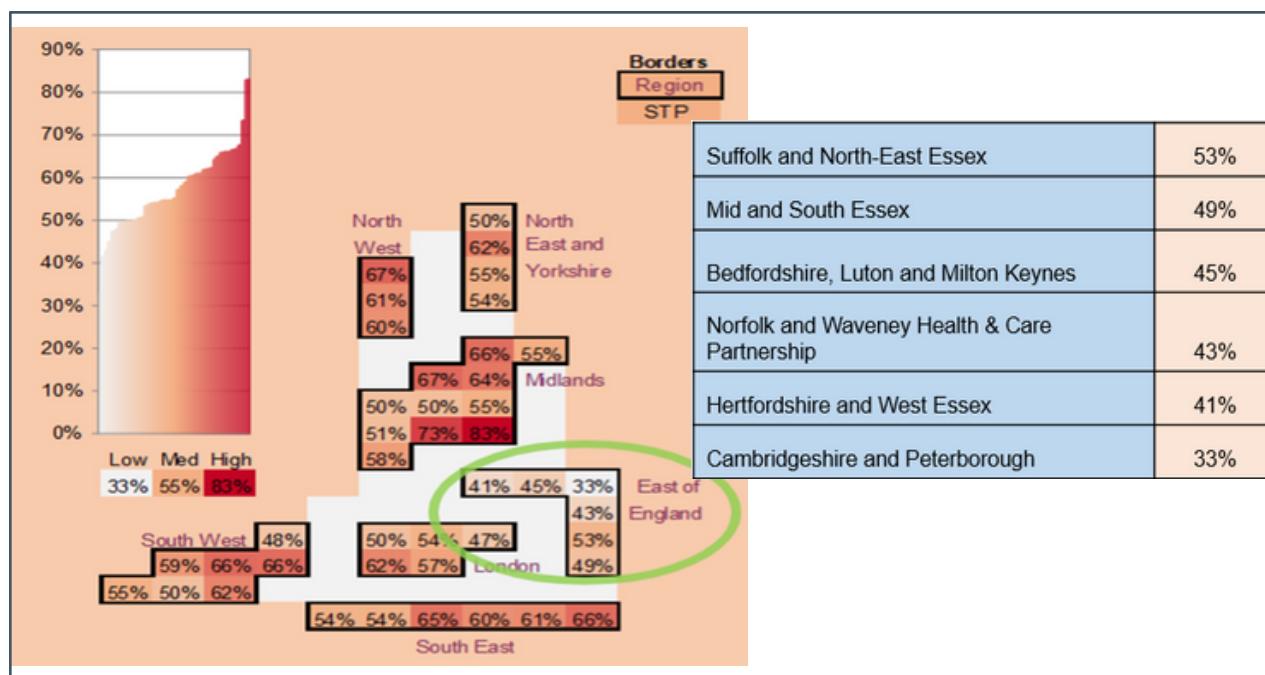 90%
80%
70%
60%
50%
40%
30%
20%
10%
0%
Low Med High
33% 55% 83%
Borders
Region
STP
North
West
67%
61%
60%
50% North
62% East and
55% Yorkshire
54%
66% 55%
67% 64% Midlands
50% 50% 55%
51% 73% 83%
58%
41% 45% 33% East of
43% England
53%
49%
South West 48%
59% 66% 66%
55% 50% 62%
50% 54% 47%
62% 57% London
54% 54% 65% 60% 61% 66%
South East
Suffolk and North-East Essex 53%
Mid and South Essex 49%
Bedfordshire, Luton and Milton Keynes 45%
Norfolk and Waveney Health & Care
Partnership 43%
Hertfordshire and West Essex 41%
Cambridgeshire and Peterborough 33%